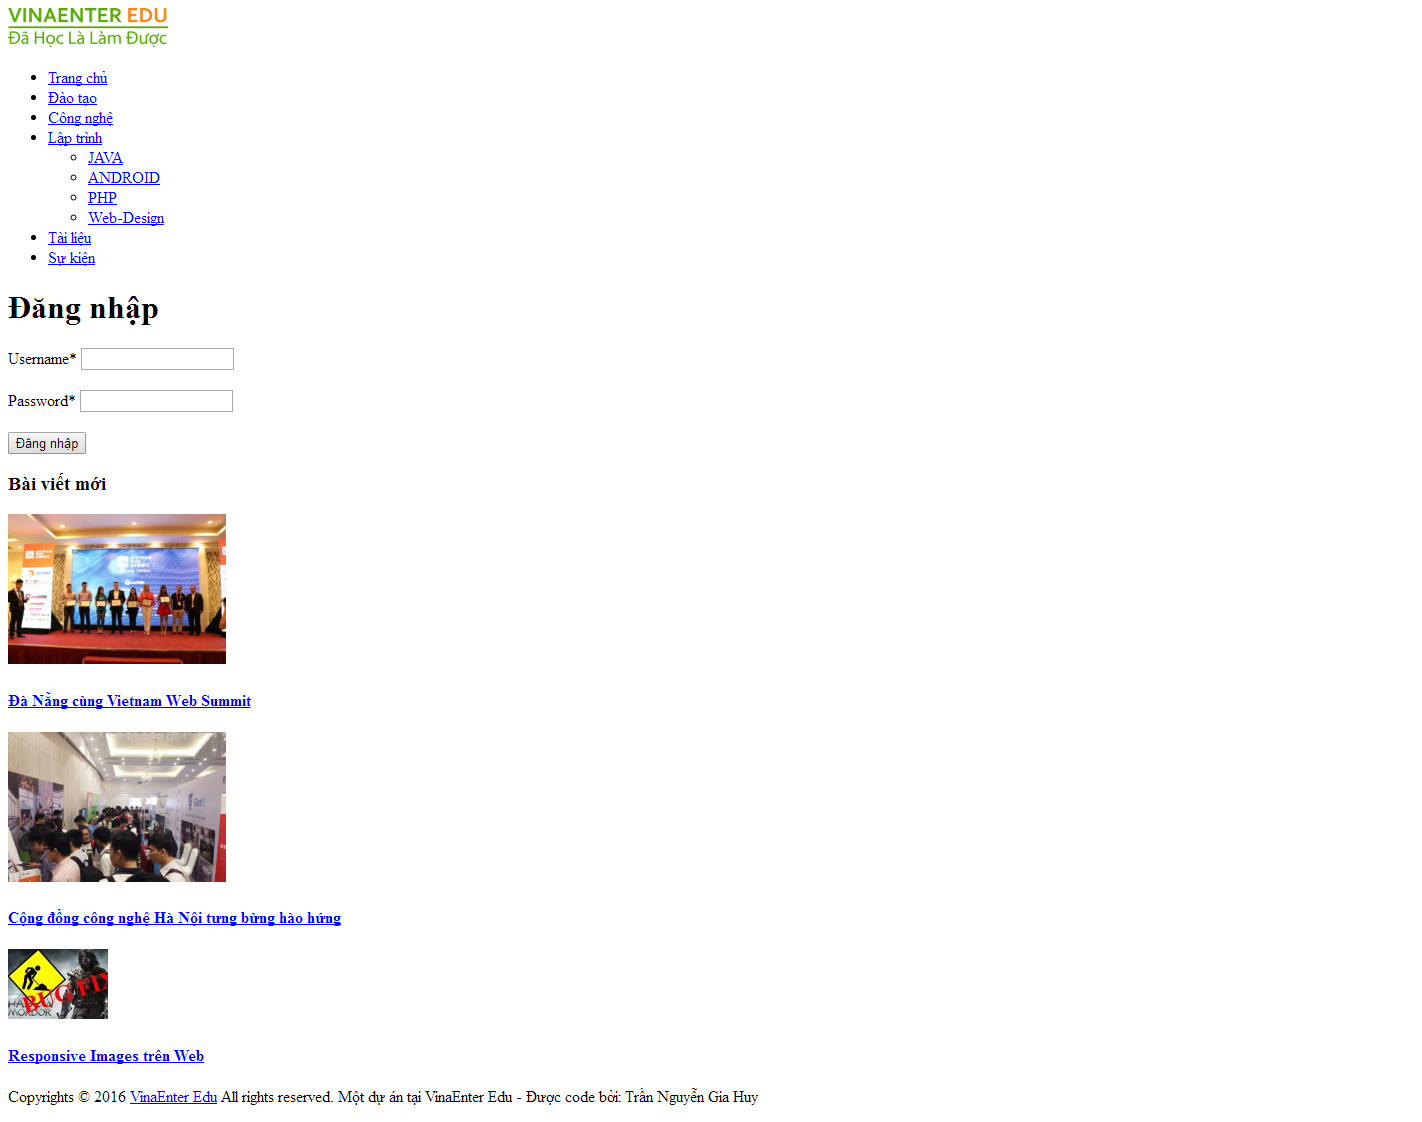 VINAENTER EDU
Đã Học Là Làm Được
Trang chủ
Đào tạo
Công nghệ
Lập trình
JAVA
ANDROID
PHP
Web-Design
Tài liệu
Sự kiện
Đăng nhập
Username*
Password*
Đăng nhập
Bài viết mới
Đà Nẵng cùng Vietnam Web Summit
Cộng đồng công nghệ Hà Nội tưng bừng hào hứng
BUG FIX
MORDOR
Responsive Images trên Web
Copyrights © 2016 VinaEnter Edu All rights reserved. Một dự án tại VinaEnter Edu - Được code bởi: Trần Nguyễn Gia Huy